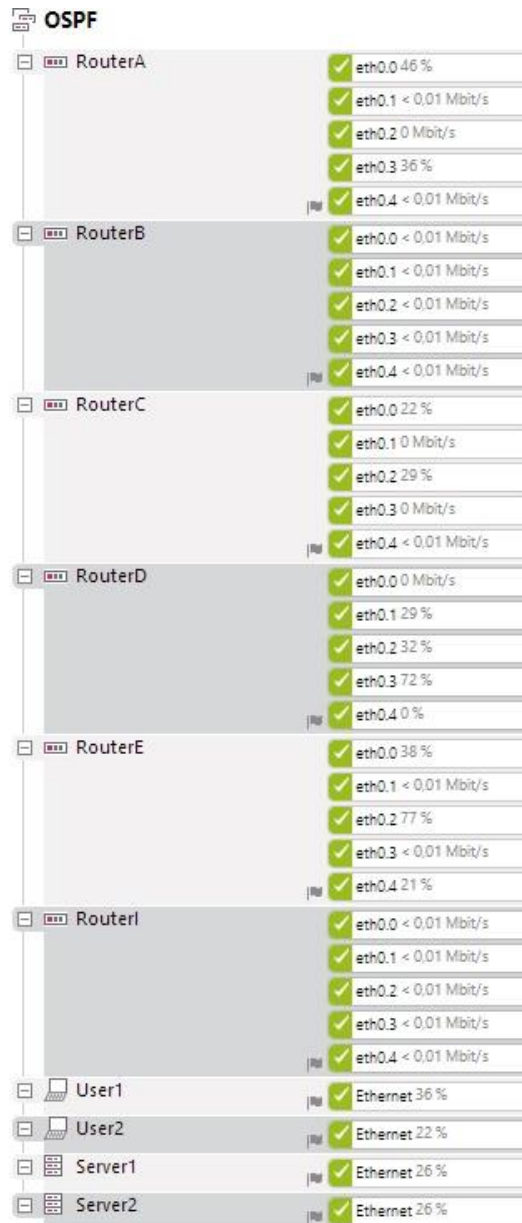 OSPF
RouterA
eth0.0 46 %
eth0.1 < 0,01 Mbit/s
eth0.2 0 Mbit/s
eth0.3 36 %
eth0.4 < 0,01 Mbit/s
RouterB
eth0.0 < 0,01 Mbit/s
eth0.1 < 0,01 Mbit/s
eth0.2 < 0,01 Mbit/s
eth0.3 < 0,01 Mbit/s
eth0.4 < 0,01 Mbit/s
RouterC
eth0.0 22 %
eth0.1 0 Mbit/s
eth0.2 29 %
eth0.3 0 Mbit/s
eth0.4 < 0,01 Mbit/s
RouterD
eth0.0 0 Mbit/s
eth0.1 29 %
eth0.2 32 %
eth0.3 72 %
eth0.4 0 %
RouterE
eth0.0 38 %
eth0.1 < 0,01 Mbit/s
eth0.2 77 %
eth0.3 < 0,01 Mbit/s
eth0.4 21 %
RouterI
eth0.0 < 0,01 Mbit/s
eth0.1 < 0,01 Mbit/s
eth0.2 < 0,01 Mbit/s
eth0.3 < 0,01 Mbit/s
eth0.4 < 0,01 Mbit/s
User1
Ethernet 36 %
User2
Ethernet 22 %
Server1
Ethernet 26 %
Server2
Ethernet 26 %